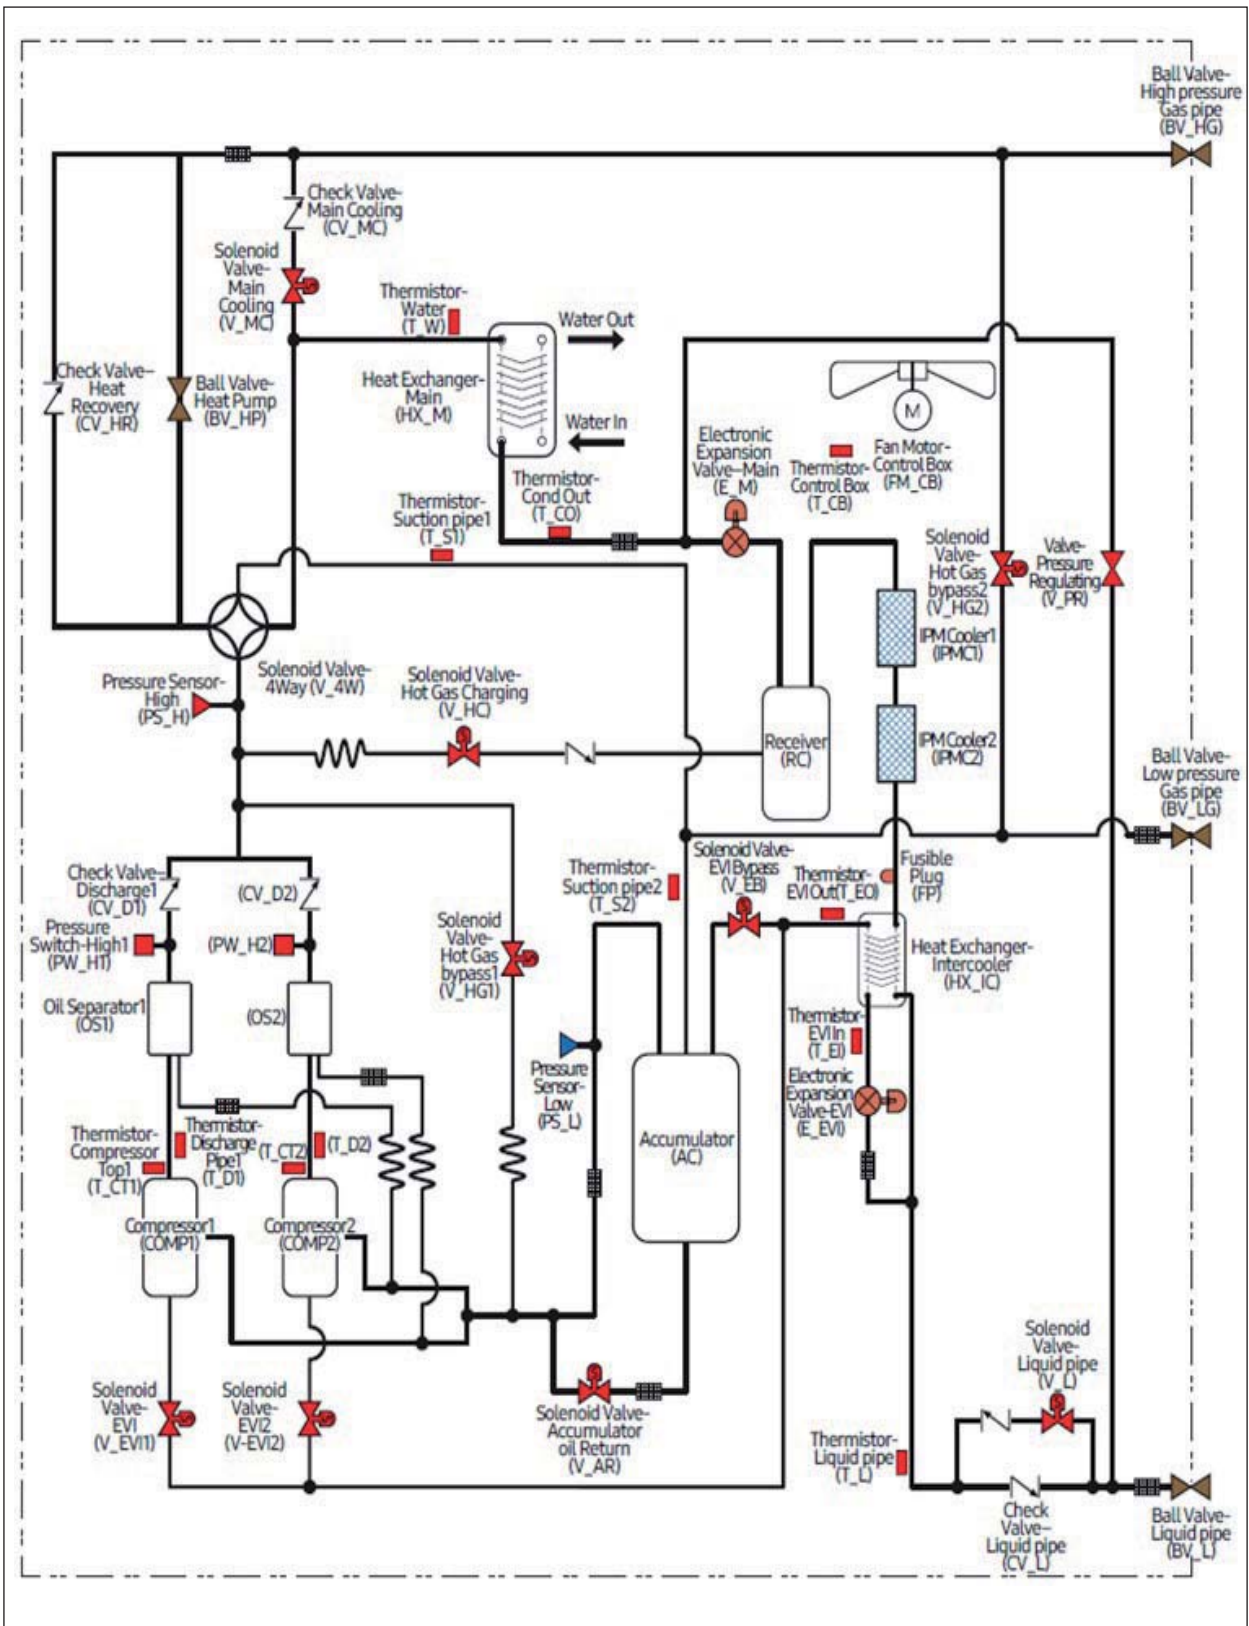 Ball Valve-
High pressure
Gas pipe
(BV_HG)
Check Valve-
Main Cooling
(CV_MC)
Solenoid
Valve-
Main
Cooling
(V_MC)
Thermistor-
Water
(T_W)
Water Out
Check Valve-
Heat
Recovery
(CV_HR)
Ball Valve-
Heat Pump
(BV_HP)
Heat Exchanger-
Main
(HX_M)
Water In
M
Electronic
Expansion
Valve-Main
(E_M)
Thermistor-
Control Box
(T_CB)
Fan Motor-
Control Box
(FM_CB)
Thermistor-
Cond Out
(T_CO)
Thermistor-
Suction pipe1
(T_S1)
Solenoid
Valve-
Hot Gas
bypass2
(V_HG2)
Valve-
Pressure
Regulating
(V_PR)
IPM Cooler1
(IPMC1)
Solenoid Valve-
4Way (V_4W)
Pressure Sensor-
High
(PS_H)
Solenoid Valve-
Hot Gas Charging
(V_HC)
Receiver
(RC)
IPM Cooler2
(IPMC2)
Ball Valve-
Low pressure
Gas pipe
(BV_LG)
Check Valve-
Discharge1
(CV_D1)
(CV_D2)
Thermistor-
Suction pipe2
(T_S2)
Solenoid Valve-
EVI Bypass
(V_EB)
Thermistor-
EVI Out(T_EO)
Fusible
Plug
(FP)
Pressure
Switch-High1
(PW_H1)
(PW_H2)
Solenoid
Valve-
Hot Gas
bypass1
(V_HG1)
Heat Exchanger-
Intercooler
(HX_IC)
Oil Separator1
(OS1)
(OS2)
Thermistor-
EVI In
(T_EI)
Pressure
Sensor-
Low
(PS_L)
Electronic
Expansion
Valve-EVI
(E_EVI)
Thermistor-
Compressor
Top1
(T_CT1)
Thermistor-
Discharge
Pipe1
(T_D1)
(T_CT2)
(T_D2)
Accumulator
(AC)
Compressor1
(COMP1)
Compressor2
(COMP2)
Solenoid
Valve-
EVI
(V_EVI1)
Solenoid
Valve-
EVI2
(V-EVI2)
Solenoid Valve-
Accumulator
oil Return
(V_AR)
Solenoid
Valve-
Liquid pipe
(V_L)
Thermistor-
Liquid pipe
(T_L)
Check
Valve-
Liquid pipe
(CV_L)
Ball Valve-
Liquid pipe
(BV_L)